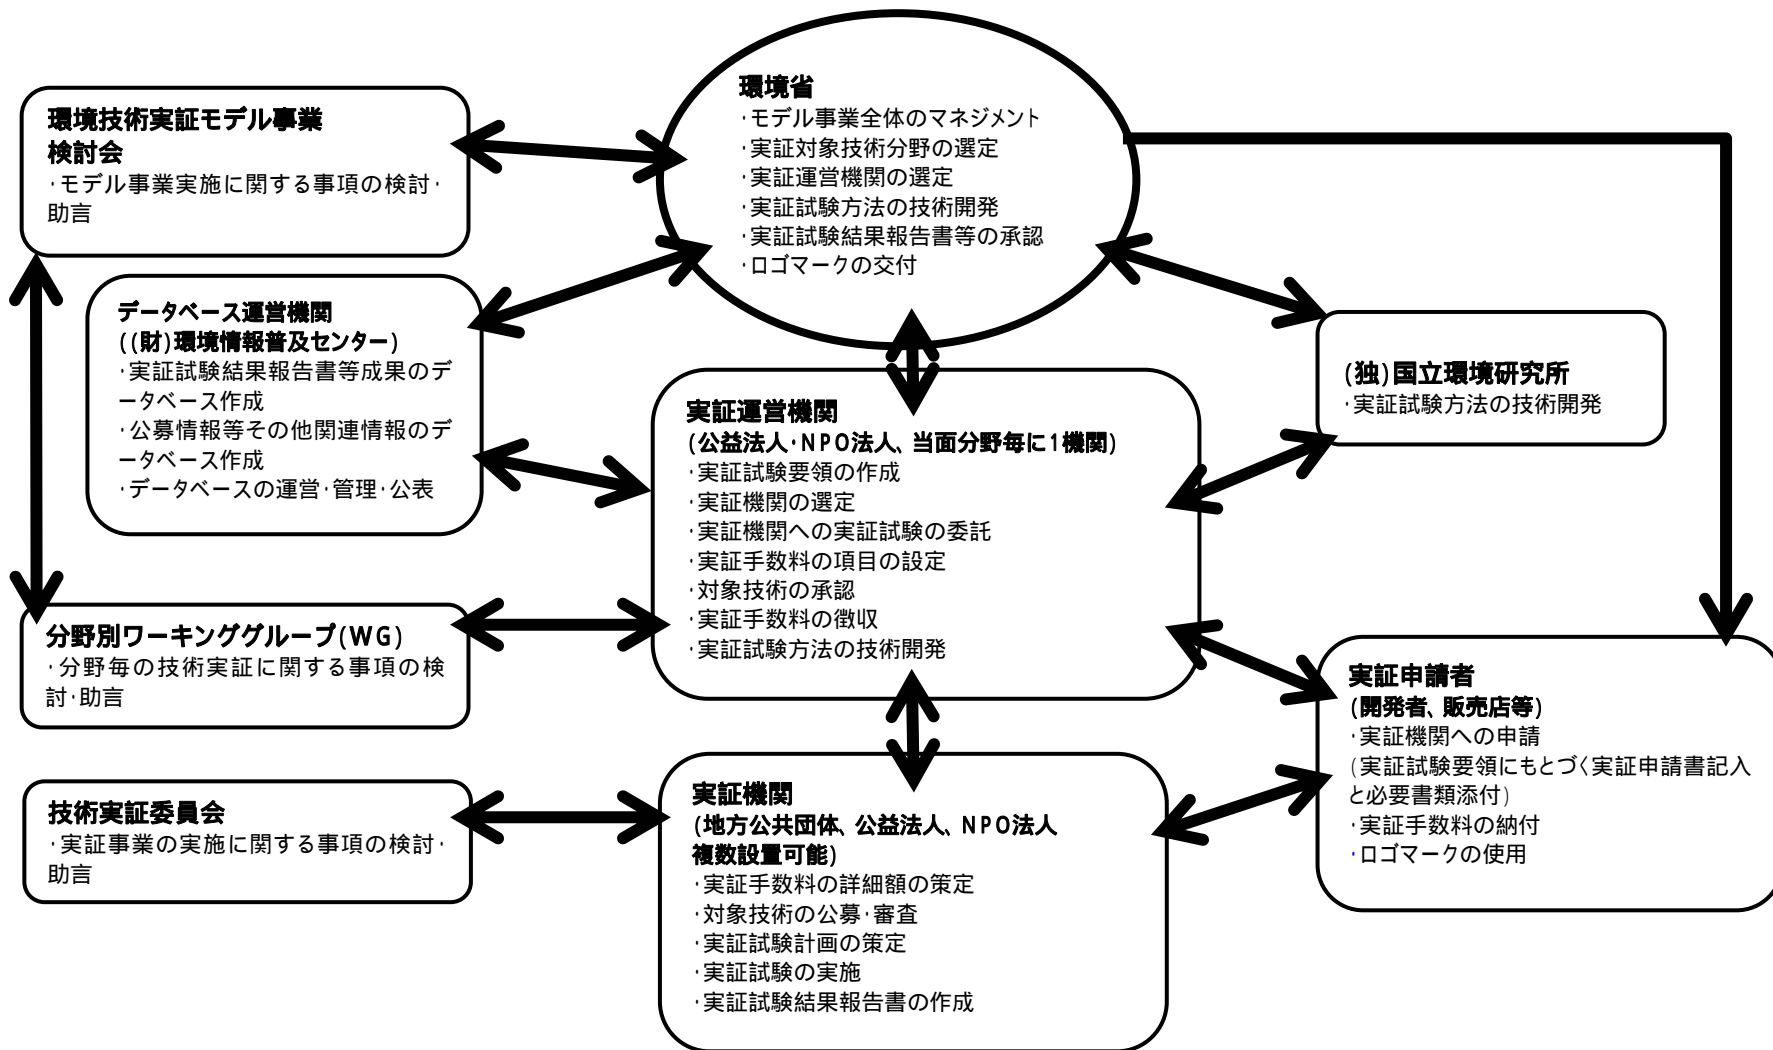 環境省
·モデル事業全体のマネジメント
·実証対象技術分野の選定
·実証運営機関の選定
·実証試験方法の技術開発
·実証試験結果報告書等の承認
·ロゴマークの交付
環境技術実証モデル事業
検討会
·モデル事業実施に関する事項の検討·
助言
データベース運営機関
((財)環境情報普及センター)
·実証試験結果報告書等成果のデ
ータベース作成
·公募情報等その他関連情報のデ
ータベース作成
·データベースの運営·管理·公表
(独)国立環境研究所
·実証試験方法の技術開発
実証運営機関
(公益法人·NPO法人、当面分野毎に1機関)
·実証試験要領の作成
·実証機関の選定
·実証機関への実証試験の委託
·実証手数料の項目の設定
·対象技術の承認
·実証手数料の徴収
·実証試験方法の技術開発
分野別ワーキンググループ(WG)
·分野毎の技術実証に関する事項の検
討·助言
実証申請者
(開発者、販売店等)
·実証機関への申請
(実証試験要領にもとづく実証申請書記入
と必要書類添付)
·実証手数料の納付
·ロゴマークの使用
技術実証委員会
·実証事業の実施に関する事項の検討·
助言
実証機関
(地方公共団体、公益法人、NPO法人
複数設置可能)
·実証手数料の詳細額の策定
·対象技術の公募·審査
·実証試験計画の策定
·実証試験の実施
·実証試験結果報告書の作成